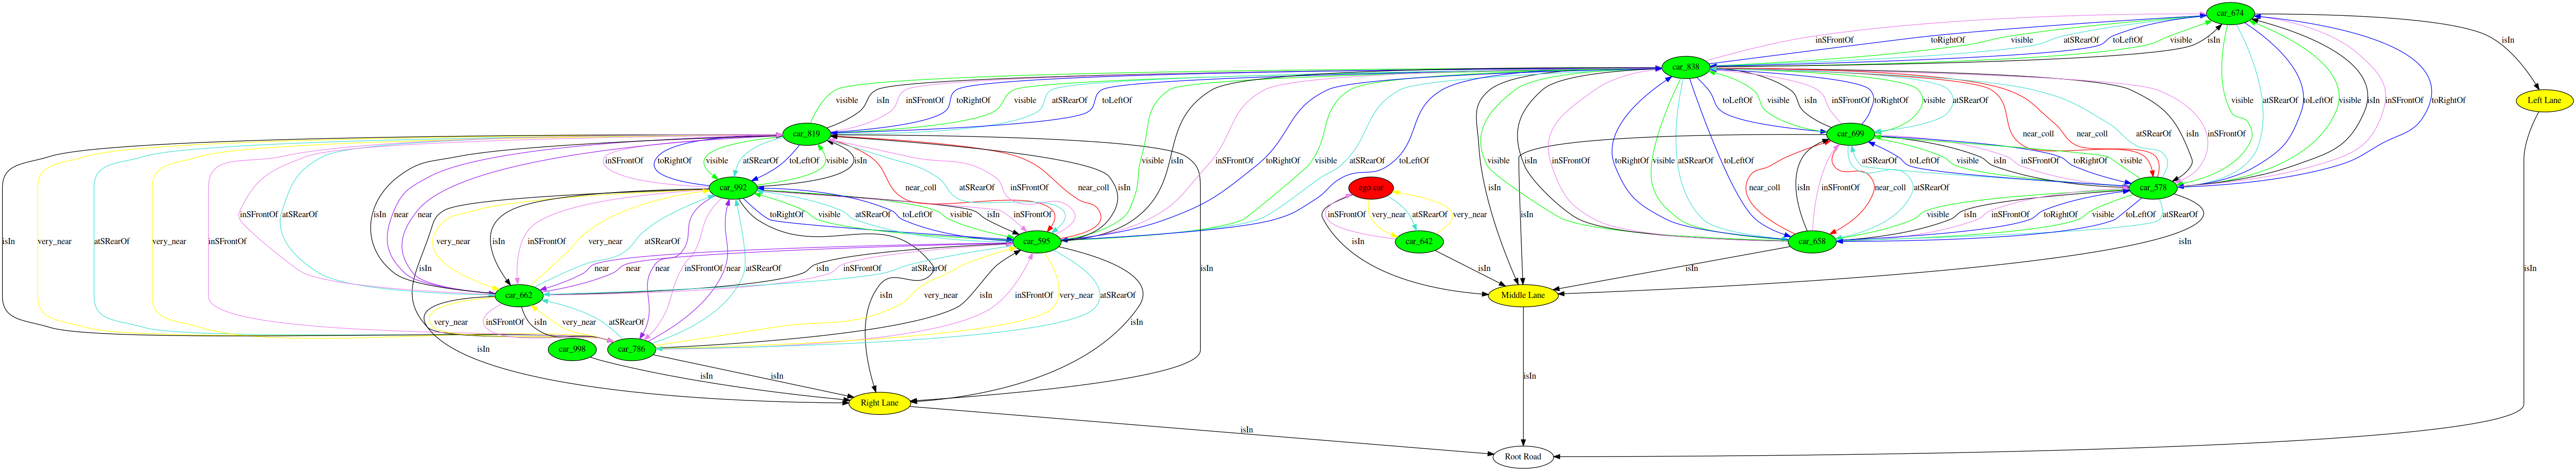 car_674
inSFrontOf toRightOf visible atSRearOf toLeftOf visible isIn isIn
car_838
visible isIn inSFrontOf toRightOf visible atSRearOf toLeftOf toLeftOf visible isIn inSFrontOf toRightOf visible atSRearOf visible atSRearOf toLeftOf visible isIn inSFrontOf toRightOf Left Lane
car_819 car_699
near_coll near_coll atSRearOf isIn inSFrontOf
inSFrontOf toRightOf visible atSRearOf toLeftOf visible isIn visible isIn inSFrontOf toRightOf visible atSRearOf toLeftOf visible isIn inSFrontOf toRightOf visible atSRearOf toLeftOf atSRearOf toLeftOf visible isIn inSFrontOf toRightOf visible
car_992 near_coll atSRearOf inSFrontOf near_coll isIn ego car isIn isIn near_coll isIn inSFrontOf near_coll atSRearOf car_578
inSFrontOf atSRearOf isIn near near toRightOf visible atSRearOf toLeftOf visible isIn inSFrontOf inSFrontOf very_near atSRearOf very_near visible isIn inSFrontOf toRightOf visible toLeftOf atSRearOf
isIn very_near atSRearOf very_near inSFrontOf very_near isIn inSFrontOf very_near atSRearOf car_595 car_642 car_658 isIn
isIn near near near inSFrontOf near atSRearOf isIn inSFrontOf atSRearOf isIn isIn isIn isIn isIn
car_662 isIn very_near isIn inSFrontOf very_near atSRearOf Middle Lane
very_near inSFrontOf isIn very_near atSRearOf isIn
isIn car_998 car_786
isIn isIn isIn
Right Lane
isIn
Root Road